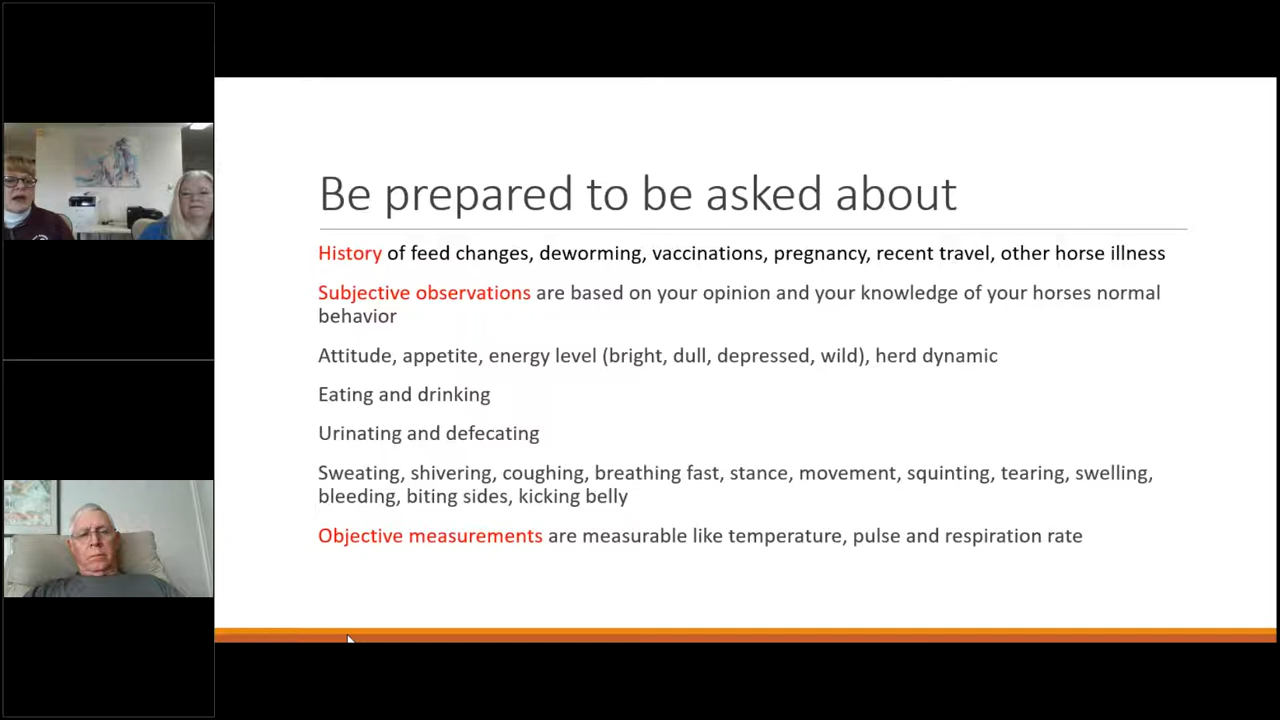 Be prepared to be asked about
History of feed changes, deworming, vaccinations, pregnancy, recent travel, other horse illness
Subjective observations are based on your opinion and your knowledge of your horses normal
behavior
Attitude, appetite, energy level (bright, dull, depressed, wild), herd dynamic
Eating and drinking
Urinating and defecating
Sweating, shivering, coughing, breathing fast, stance, movement, squinting, tearing, swelling,
bleeding, biting sides, kicking belly
Objective measurements are measurable like temperature, pulse and respiration rate